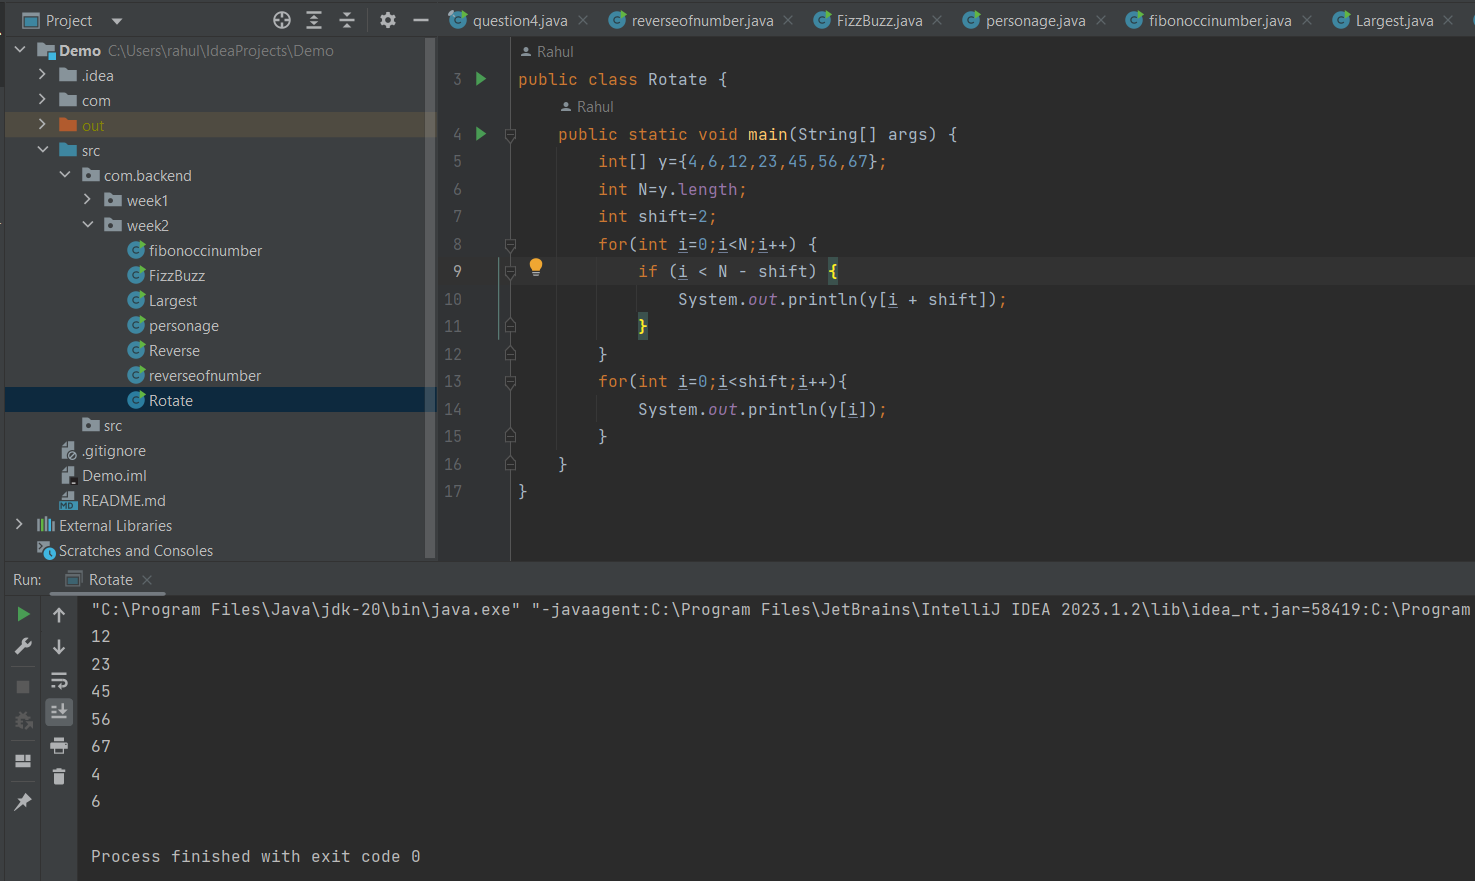 Project
question4.java
reverseofnumber.java
FizzBuzz.java
personage.java
fibonoccinumber.java
Largest.java
Demo C:\Users\rahul\IdeaProjects\Demo
.idea
com
out
src
com.backend
week1
week2
fibonoccinumber
FizzBuzz
Largest
personage
Reverse
reverseofnumber
Rotate
src
.gitignore
Demo.iml
README.md
External Libraries
Scratches and Consoles
Rahul
3 public class Rotate {
Rahul
4 public static void main(String[] args) {
5 int[] y={4,6,12,23,45,56,67};
6 int N=y.length;
7 int shift=2;
8 for(int i=0;i<N;i++) {
9 if (i < N - shift) {
10 System.out.println(y[i + shift]);
11 }
12 }
13 for(int i=0;i<shift;i++){
14 System.out.println(y[i]);
15 }
16 }
17 }
Run: Rotate
"C:\Program Files\Java\jdk-20\bin\java.exe" "-javaagent:C:\Program Files\JetBrains\IntelliJ IDEA 2023.1.2\lib\idea_rt.jar=58419:C:\Program
12
23
45
56
67
4
6
Process finished with exit code 0